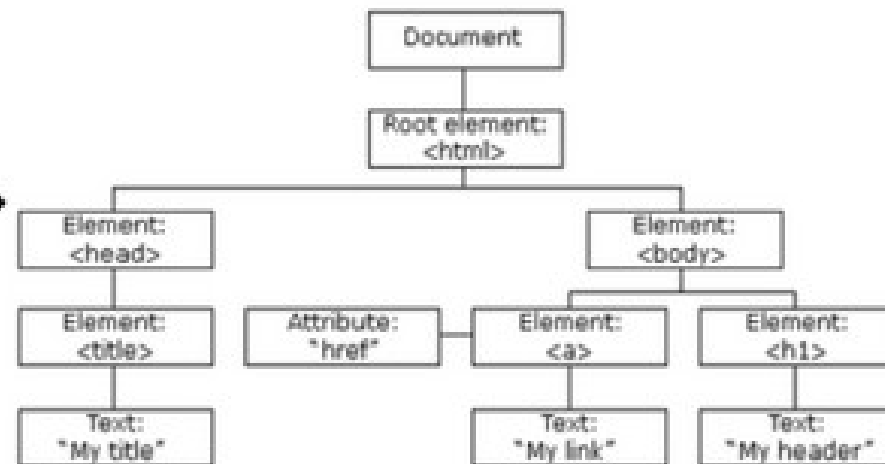 Document
Root element:
<html>
Element:
<head>
Element:
<body>
Element:
<title>
Attribute:
"href"
Element:
<a>
Element:
<h1>
Text:
"My title"
Text:
"My link"
Text:
"My header"